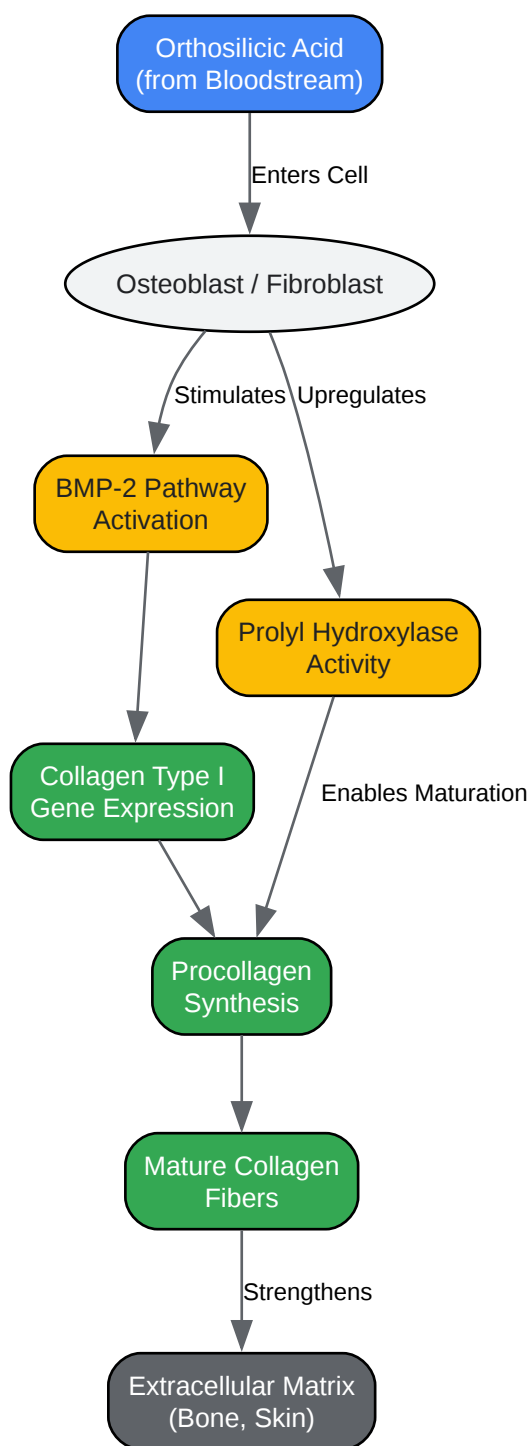 Orthosilicic Acid
(from Bloodstream)
Enters Cell
Osteoblast / Fibroblast
Stimulates
Upregulates
BMP-2 Pathway
Activation
Prolyl Hydroxylase
Activity
Collagen Type I
Gene Expression
Enables Maturation
Procollagen
Synthesis
Mature Collagen
Fibers
Strengthens
Extracellular Matrix
(Bone, Skin)